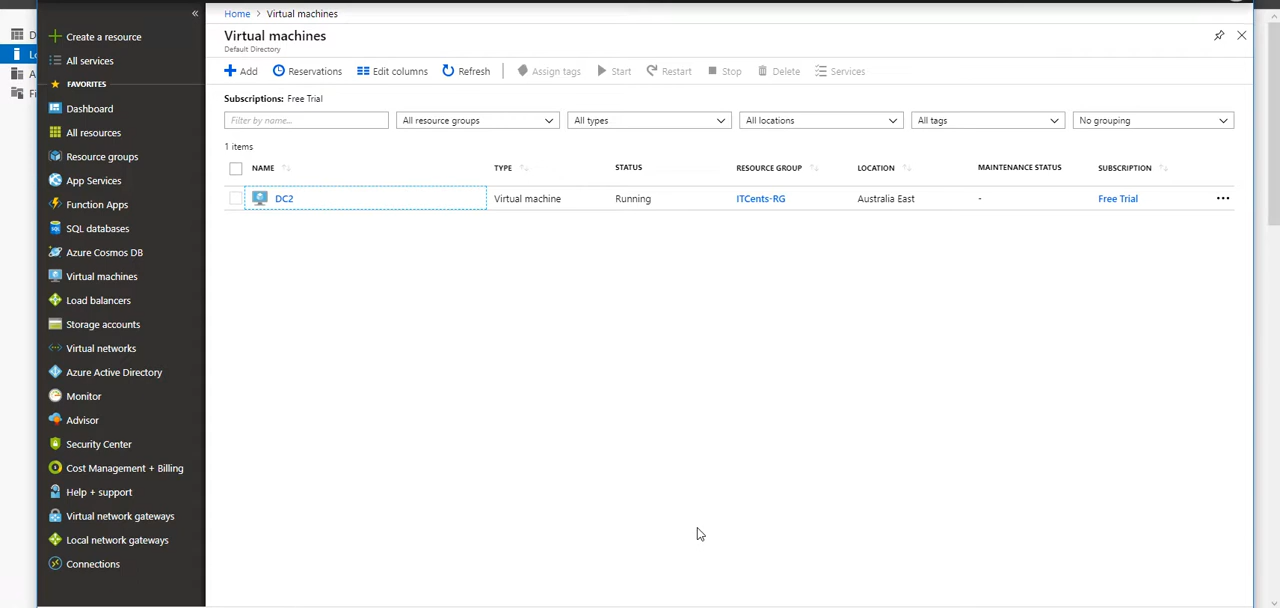 Home > Virtual machines
Virtual machines
Default Directory
Add Reservations Edit columns Refresh Assign tags Start Restart Stop Delete Services
Subscriptions: Free Trial
Filter by name... All resource groups All types All locations All tags No grouping
1 items
NAME TYPE STATUS RESOURCE GROUP LOCATION MAINTENANCE STATUS SUBSCRIPTION
DC2 Virtual machine Running ITCents-RG Australia East - Free Trial
Create a resource
All services
FAVORITES
Dashboard
All resources
Resource groups
App Services
Function Apps
SQL databases
Azure Cosmos DB
Virtual machines
Load balancers
Storage accounts
Virtual networks
Azure Active Directory
Monitor
Advisor
Security Center
Cost Management + Billing
Help + support
Virtual network gateways
Local network gateways
Connections